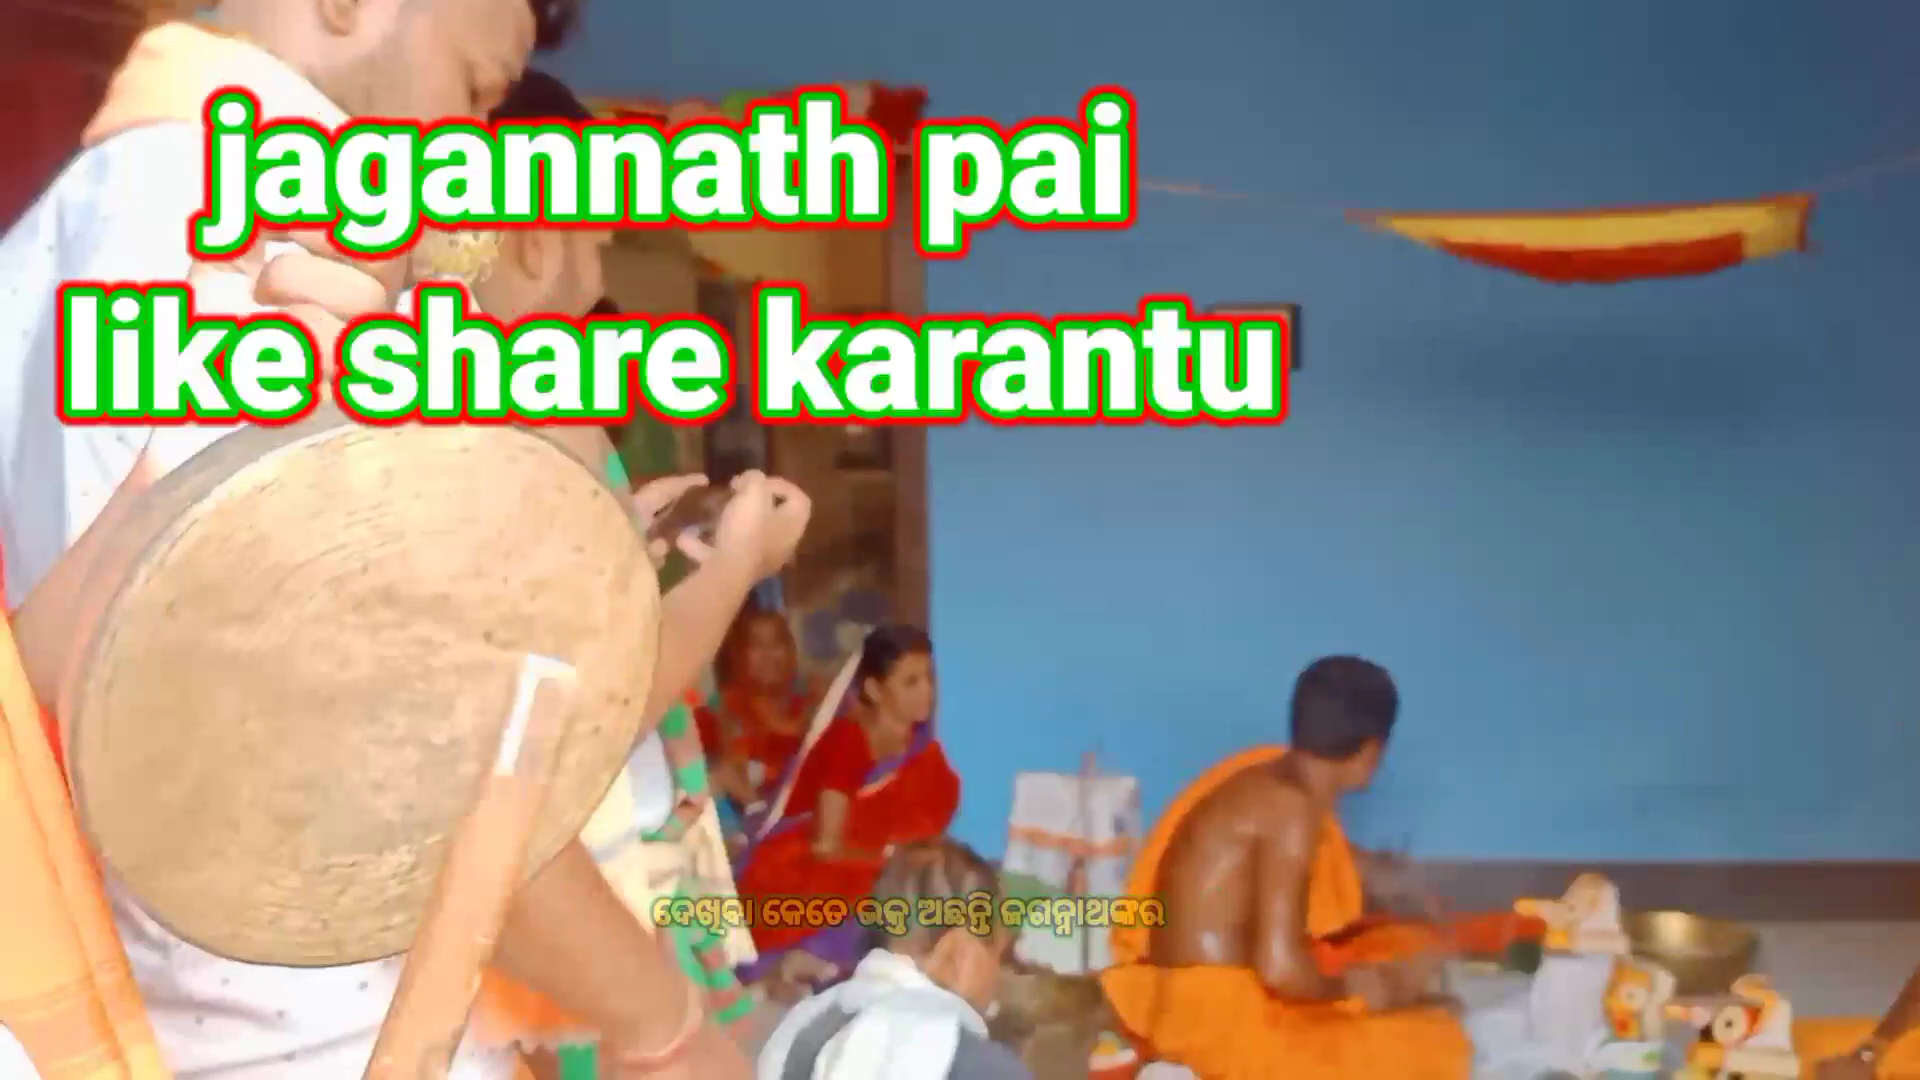 jagannath pai
like share karantu
ଦେଖିବା କେତେ ଭକ୍ତ ଅଛନ୍ତି ଜଗନ୍ନାଥଙ୍କର